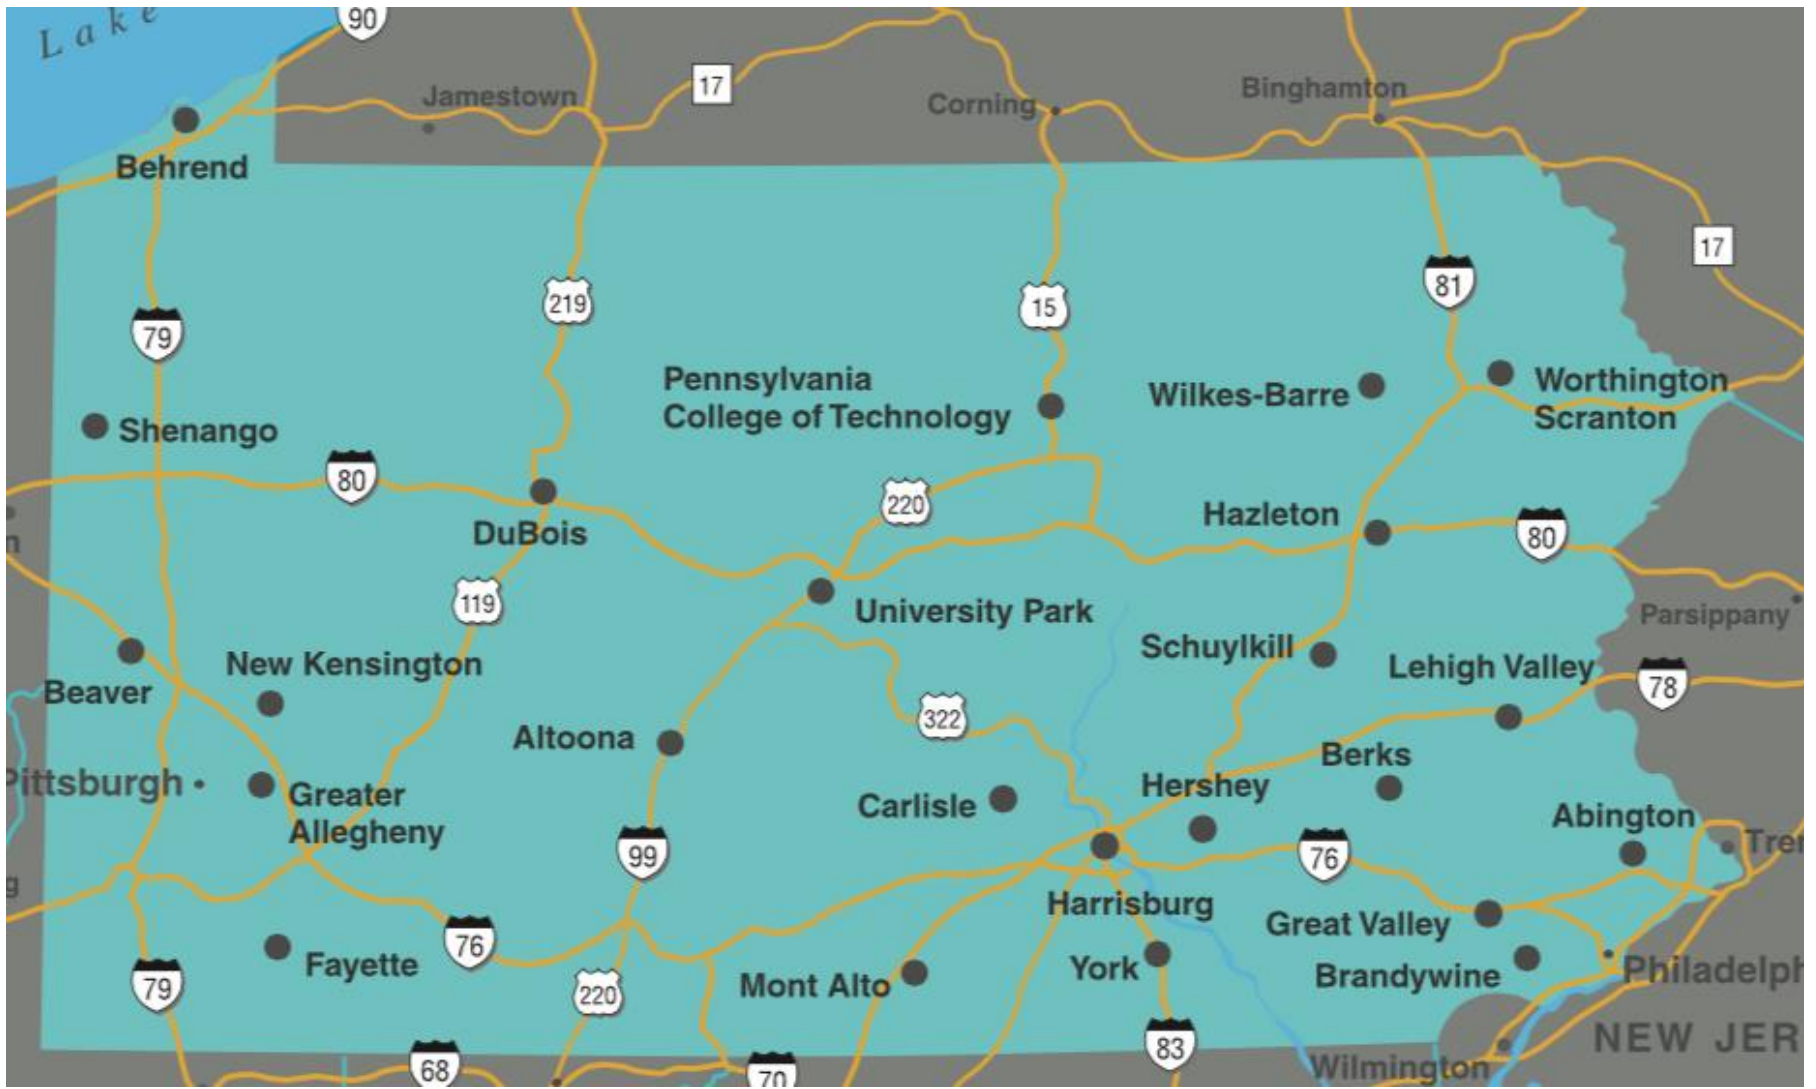 Lake
90
Jamestown
17
Corning
Binghamton
Behrend
17
219
15
81
79
Pennsylvania
College of Technology
Wilkes-Barre
Worthington
Scranton
Shenango
80
220
Hazleton
80
DuBois
119
University Park
Parsippany
Schuylkill
Lehigh Valley
78
New Kensington
Beaver
322
Altoona
Berks
Pittsburgh
Hershey
Greater
Allegheny
Carlisle
Abington
99
76
Harrisburg
Great Valley
76
Fayette
York
Brandywine
Mont Alto
79
220
83
NEW JER
68
70
Wilmington
Philadelph
Tren